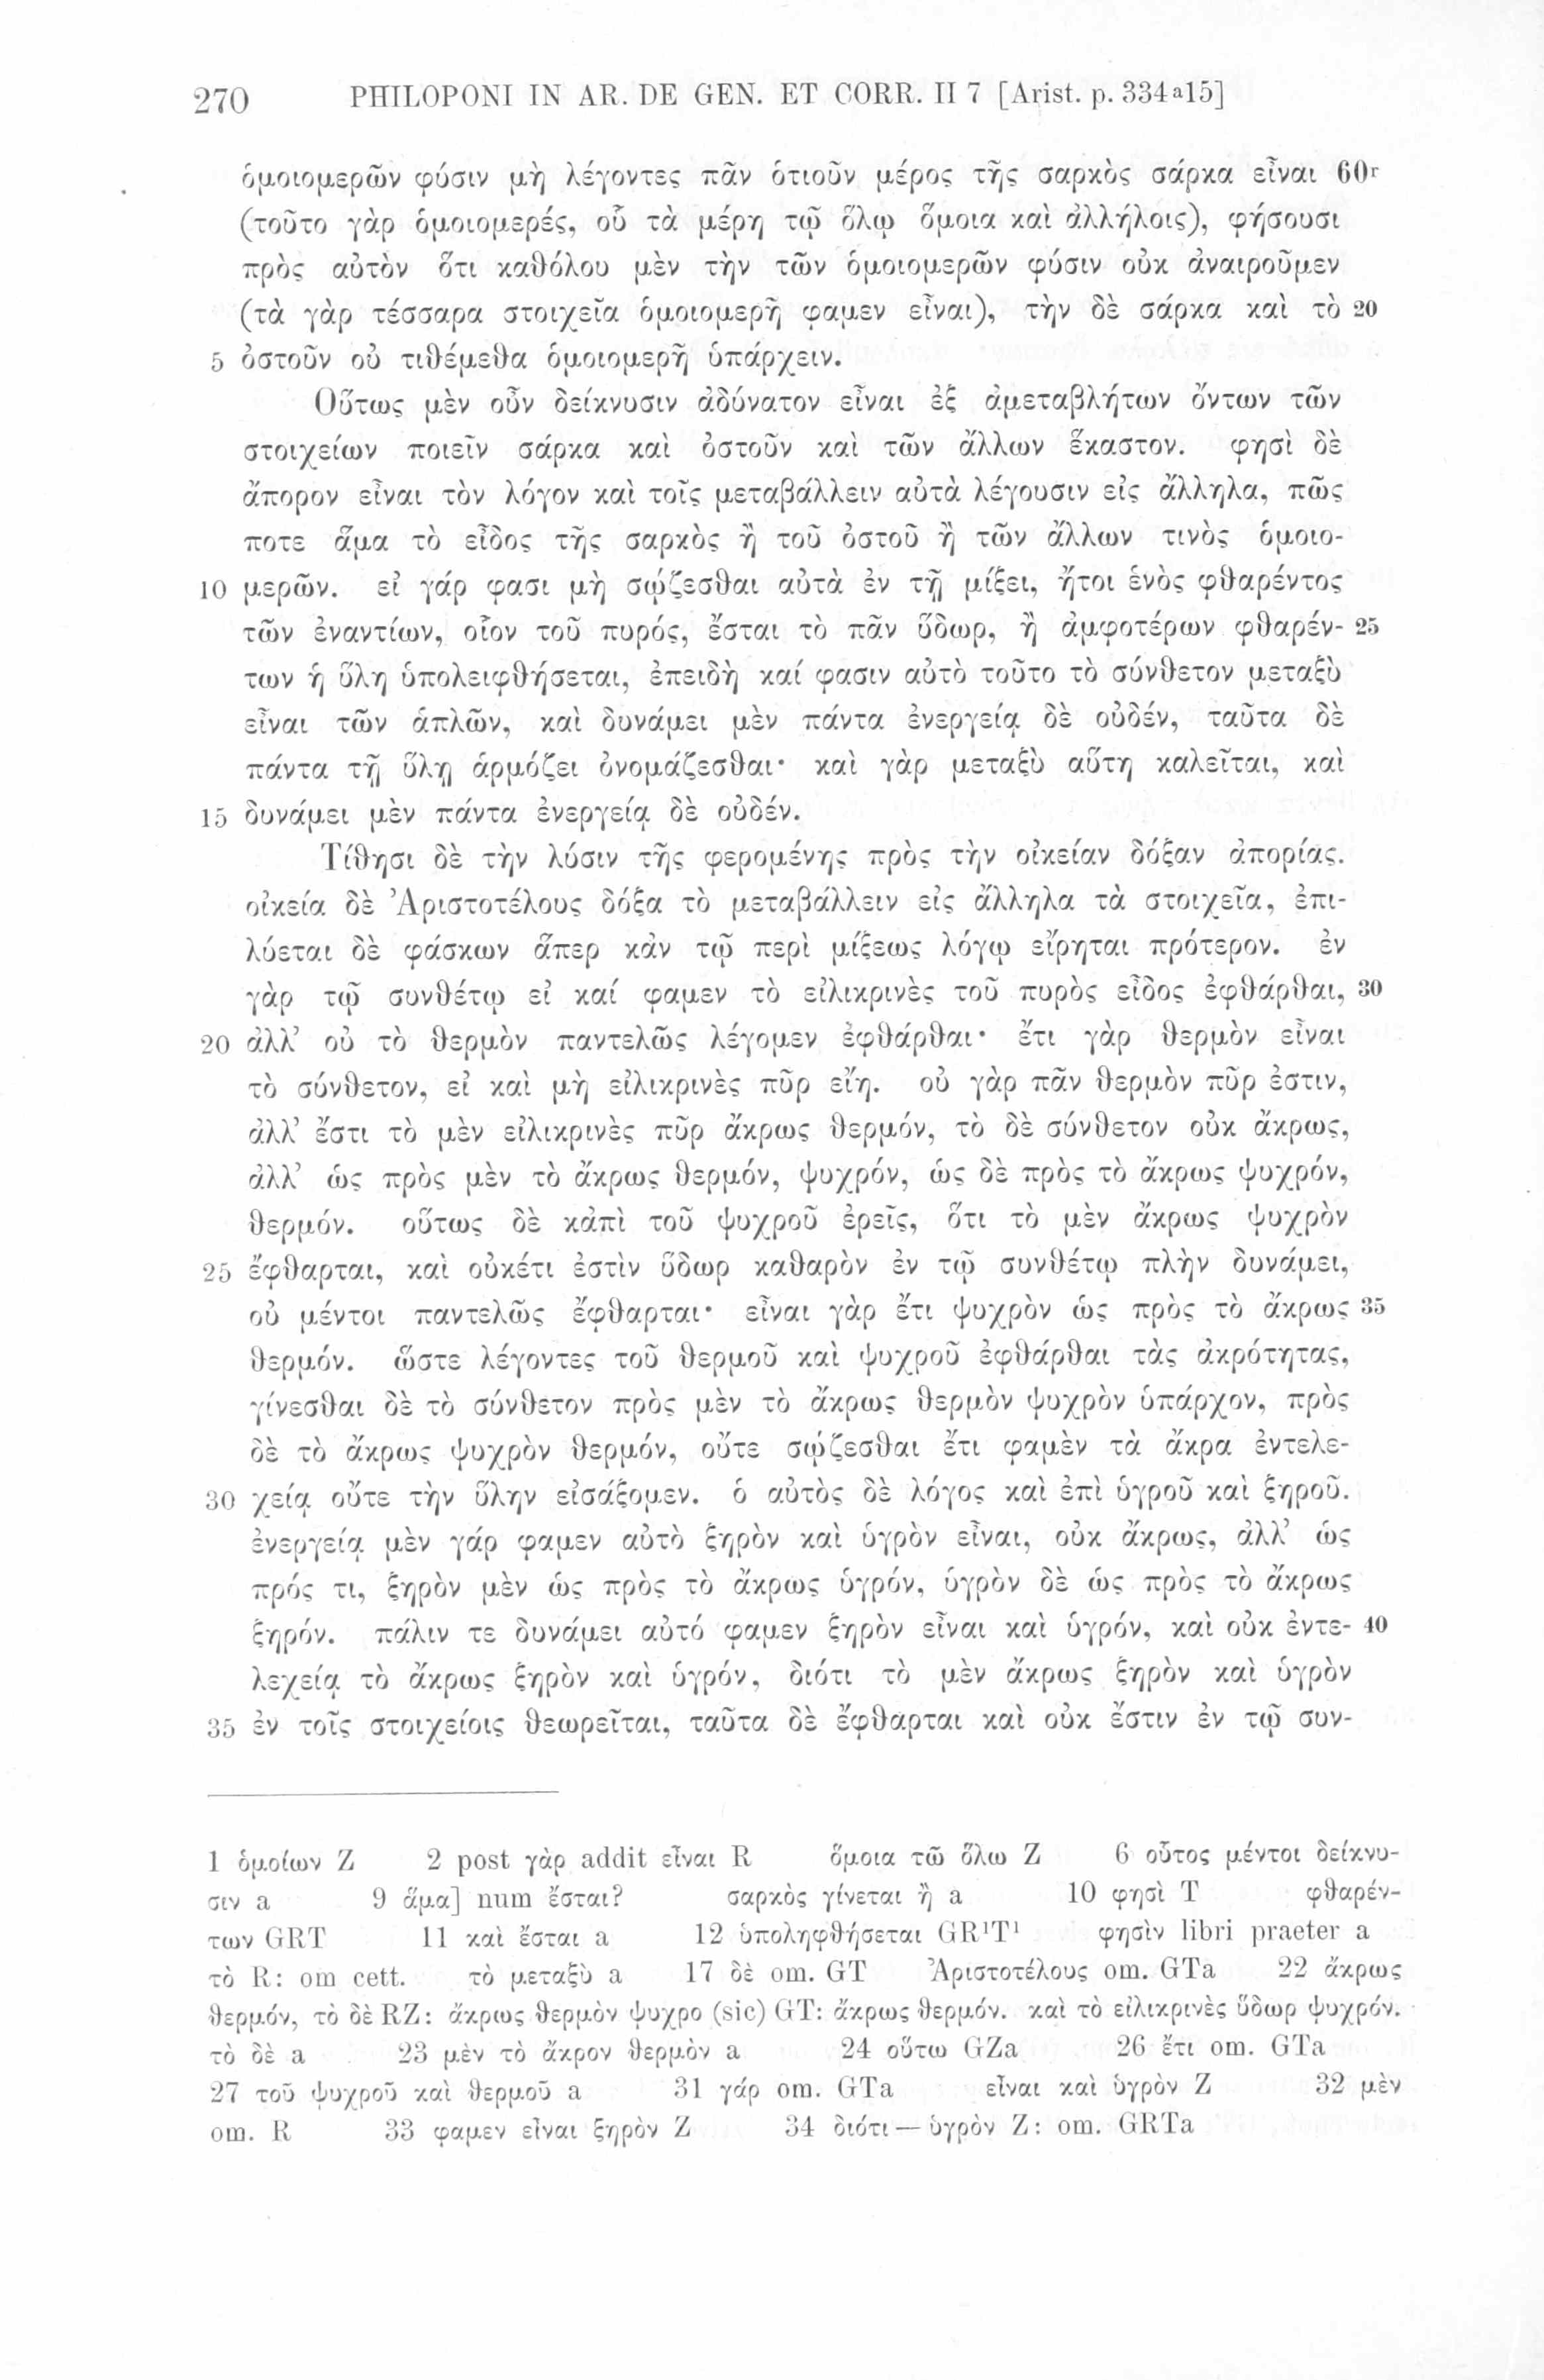 270 PHILOPONI IN AR. DE GEN. ET CORR. II 7 [Arist. p. 334a15]
ὁμοιομερῶν φύσιν μὴ λέγοντες πᾶν ὁτιοῦν μέρος τῆς σαρκὸς σάρκα εἶναι 60r
(τοῦτο γὰρ ὁμοιομερές, οὗ τὰ μέρη τῷ ὅλῳ ὅμοια καὶ ἀλλήλοις), φήσουσι
πρὸς αὐτὸν ὅτι καθόλου μὲν τὴν τῶν ὁμοιομερῶν φύσιν οὐκ ἀναιροῦμεν
(τὰ γὰρ τέσσαρα στοιχεῖα ὁμοιομερῆ φαμεν εἶναι), τὴν δὲ σάρκα καὶ τὸ 20
5 ὀστοῦν οὐ τιθέμεθα ὁμοιομερῆ ὑπάρχειν.
Οὕτως μὲν οὖν δείκνυσιν ἀδύνατον εἶναι ἐξ ἀμεταβλήτων ὄντων τῶν
στοιχείων ποιεῖν σάρκα καὶ ὀστοῦν καὶ τῶν ἄλλων ἕκαστον. φησὶ δὲ
ἄπορον εἶναι τὸν λόγον καὶ τοῖς μεταβάλλειν αὐτὰ λέγουσιν εἰς ἄλληλα, πῶς
ποτε ἅμα τὸ εἶδος τῆς σαρκὸς ἢ τοῦ ὀστοῦ ἢ τῶν ἄλλων τινὸς ὁμοιο-
10 μερῶν. εἰ γάρ φασι μὴ σῴζεσθαι αὐτὰ ἐν τῇ μίξει, ἤτοι ἑνὸς φθαρέντος
τῶν ἐναντίων, οἷον τοῦ πυρός, ἔσται τὸ πᾶν ὕδωρ, ἢ ἀμφοτέρων φθαρέν- 25
των ἡ ὕλη ὑπολειφθήσεται, ἐπειδὴ καί φασιν αὐτὸ τοῦτο τὸ σύνθετον μεταξὺ
εἶναι τῶν ἁπλῶν, καὶ δυνάμει μὲν πάντα ἐνεργείᾳ δὲ οὐδέν, ταῦτα δὲ
πάντα τῇ ὕλῃ ἁρμόζει ὀνομάζεσθαι· καὶ γὰρ μεταξὺ αὕτη καλεῖται, καὶ
15 δυνάμει μὲν πάντα ἐνεργείᾳ δὲ οὐδέν.
Τίθησι δὲ τὴν λύσιν τῆς φερομένης πρὸς τὴν οἰκείαν δόξαν ἀπορίας.
οἰκεία δὲ Ἀριστοτέλους δόξα τὸ μεταβάλλειν εἰς ἄλληλα τὰ στοιχεῖα, ἐπι-
λύεται δὲ φάσκων ἅπερ κἀν τῷ περὶ μίξεως λόγῳ εἴρηται πρότερον. ἐν
γὰρ τῷ συνθέτῳ εἰ καί φαμεν τὸ εἰλικρινὲς τοῦ πυρὸς εἶδος ἐφθάρθαι, 30
20 ἀλλ’ οὐ τὸ θερμὸν παντελῶς λέγομεν ἐφθάρθαι· ἔτι γὰρ θερμὸν εἶναι
τὸ σύνθετον, εἰ καὶ μὴ εἰλικρινὲς πῦρ εἴη. οὐ γὰρ πᾶν θερμὸν πῦρ ἐστιν,
ἀλλ’ ἔστι τὸ μὲν εἰλικρινὲς πῦρ ἄκρως θερμόν, τὸ δὲ σύνθετον οὐκ ἄκρως,
ἀλλ’ ὡς πρὸς μὲν τὸ ἄκρως θερμόν, ψυχρόν, ὡς δὲ πρὸς τὸ ἄκρως ψυχρόν,
θερμόν. οὕτως δὲ κἀπὶ τοῦ ψυχροῦ ἐρεῖς, ὅτι τὸ μὲν ἄκρως ψυχρὸν
25 ἔφθαρται, καὶ οὐκέτι ἐστὶν ὕδωρ καθαρὸν ἐν τῷ συνθέτῳ πλὴν δυνάμει,
οὐ μέντοι παντελῶς ἔφθαρται· εἶναι γὰρ ἔτι ψυχρὸν ὡς πρὸς τὸ ἄκρως 35
θερμόν. ὥστε λέγοντες τοῦ θερμοῦ καὶ ψυχροῦ ἐφθάρθαι τὰς ἀκρότητας,
γίνεσθαι δὲ τὸ σύνθετον πρὸς μὲν τὸ ἄκρως θερμὸν ψυχρὸν ὑπάρχον, πρὸς
δὲ τὸ ἄκρως ψυχρὸν θερμόν, οὔτε σῴζεσθαι ἔτι φαμὲν τὰ ἄκρα ἐντελε-
30 χείᾳ οὔτε τὴν ὕλην εἰσάξομεν. ὁ αὐτὸς δὲ λόγος καὶ ἐπὶ ὑγροῦ καὶ ξηροῦ.
ἐνεργείᾳ μὲν γάρ φαμεν αὐτὸ ξηρὸν καὶ ὑγρὸν εἶναι, οὐκ ἄκρως, ἀλλ’ ὡς
πρός τι, ξηρὸν μὲν ὡς πρὸς τὸ ἄκρως ὑγρόν, ὑγρὸν δὲ ὡς πρὸς τὸ ἄκρως
ξηρόν. πάλιν τε δυνάμει αὐτό φαμεν ξηρὸν εἶναι καὶ ὑγρόν, καὶ οὐκ ἐντε- 40
λεχείᾳ τὸ ἄκρως ξηρὸν καὶ ὑγρόν, διότι τὸ μὲν ἄκρως ξηρὸν καὶ ὑγρὸν
35 ἐν τοῖς στοιχείοις θεωρεῖται, ταῦτα δὲ ἔφθαρται καὶ οὐκ ἔστιν ἐν τῷ συν-
1 ὁμοίων Z 2 post γὰρ addit εἶναι R ὅμοια τῶ ὅλω Z 6 οὗτος μέντοι δείκνυ-
σιν a 9 ἅμα] num ἔσται? σαρκὸς γίνεται ἢ a 10 φησὶ T φθαρέν-
των GRT 11 καὶ ἔσται a 12 ὑποληφθήσεται GR¹T¹ φησὶν libri praeter a
τὸ R: om cett. τὸ μεταξὺ a 17 δὲ om. GT Ἀριστοτέλους om. GTa 22 ἄκρως
θερμόν, τὸ δὲ RZ: ἄκρως θερμὸν ψυχρο (sic) GT: ἄκρως θερμόν. καὶ τὸ εἰλικρινὲς ὕδωρ ψυχρόν.
τὸ δὲ a 23 μὲν τὸ ἄκρον θερμὸν a 24 οὕτω GZa 26 ἔτι om. GTa
27 τοῦ ψυχροῦ καὶ θερμοῦ a 31 γάρ om. GTa εἶναι καὶ ὑγρὸν Z 32 μὲν
om. R 33 φαμεν εἶναι ξηρὸν Z 34 διότι — ὑγρὸν Z: om. GRTa